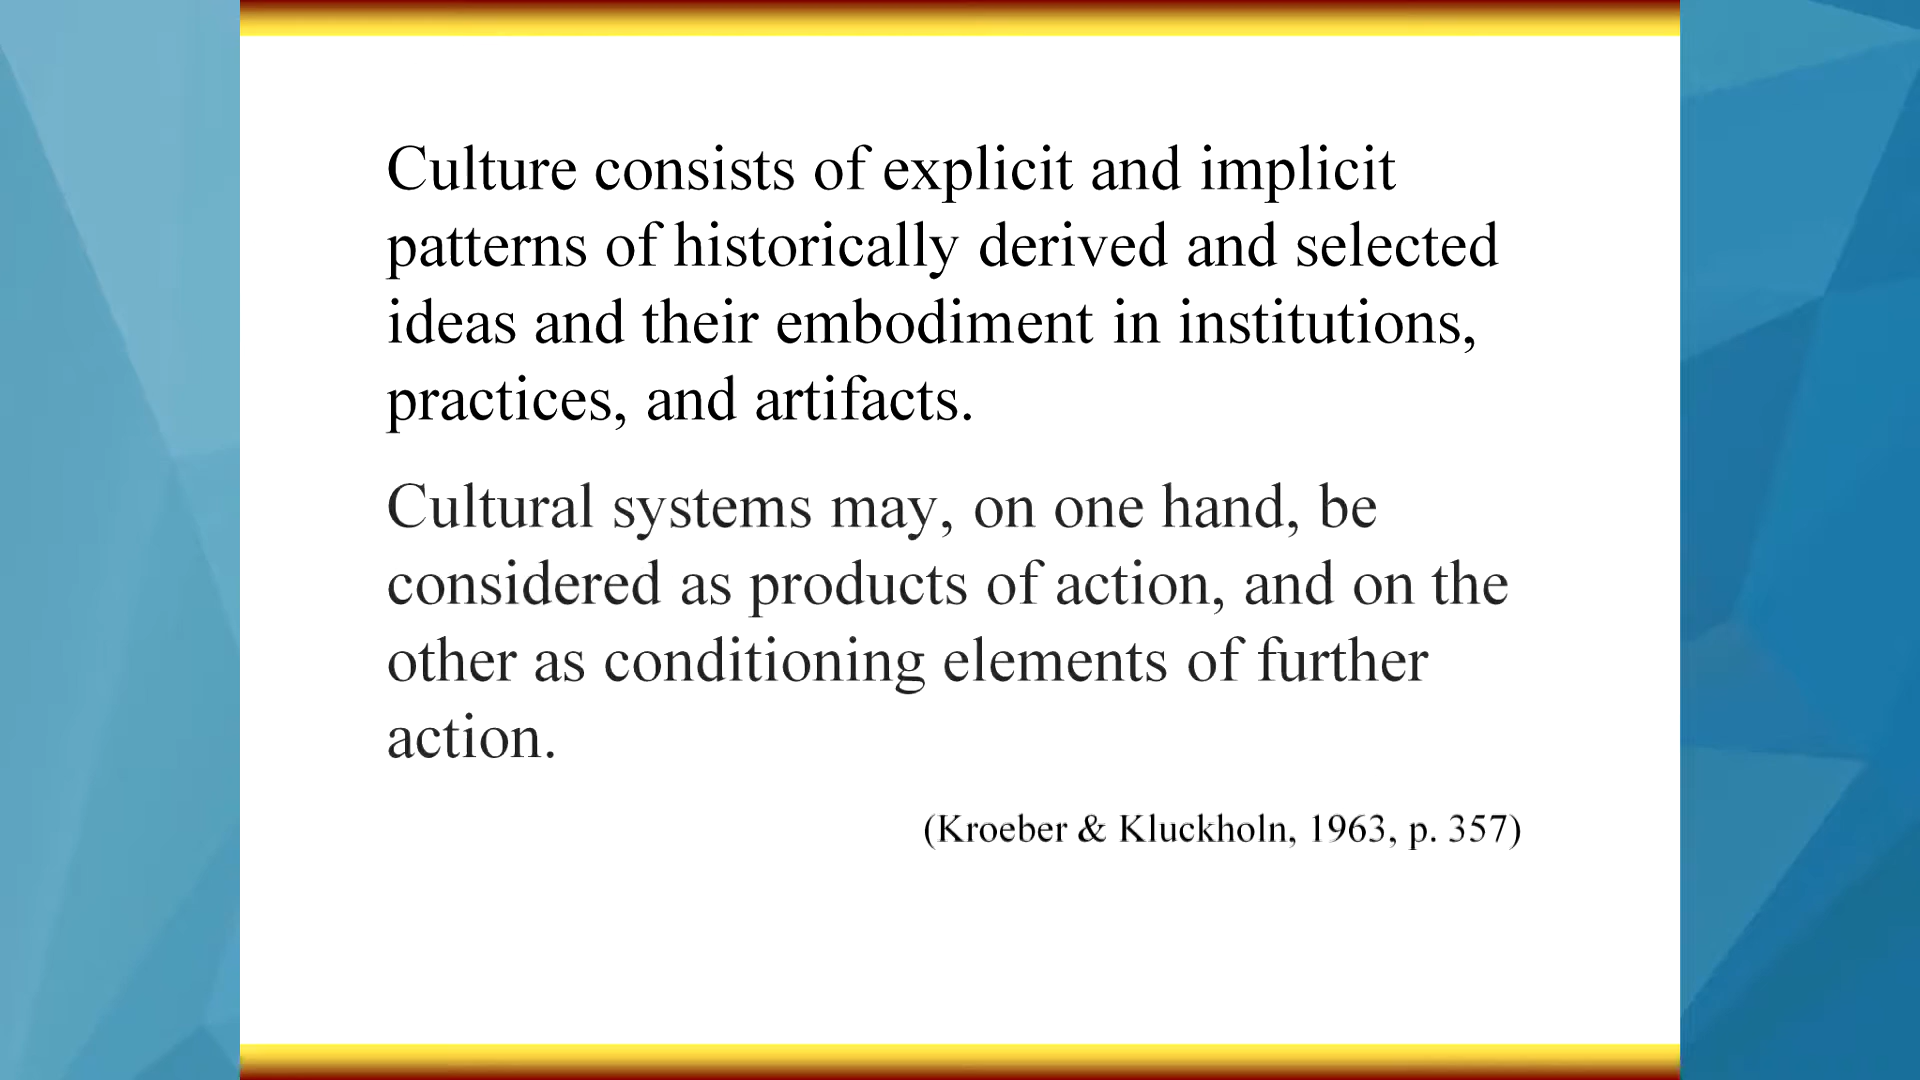 Culture consists of explicit and implicit
patterns of historically derived and selected
ideas and their embodiment in institutions,
practices, and artifacts.
Cultural systems may, on one hand, be
considered as products of action, and on the
other as conditioning elements of further
action.
(Kroeber & Kluckholn, 1963, p. 357)